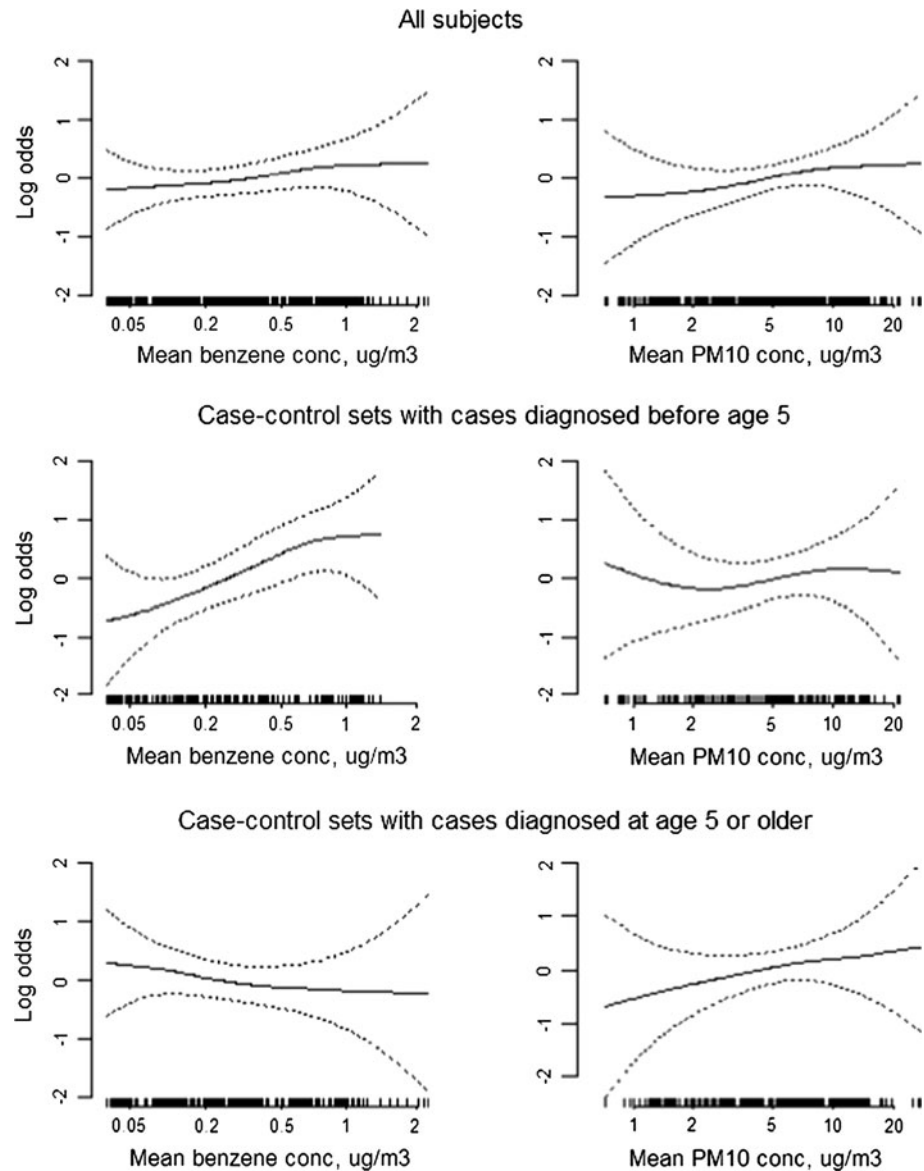 All subjects
Log odds
2
1
0
-1
-2
0.05 0.2 0.5 1 2
Mean benzene conc, ug/m3
2
1
0
-1
-2
1 2 5 10 20
Mean PM10 conc, ug/m3
Case-control sets with cases diagnosed before age 5
Log odds
2
1
0
-1
-2
0.05 0.2 0.5 1 2
Mean benzene conc, ug/m3
2
1
0
-1
-2
1 2 5 10 20
Mean PM10 conc, ug/m3
Case-control sets with cases diagnosed at age 5 or older
Log odds
2
1
0
-1
-2
0.05 0.2 0.5 1 2
Mean benzene conc, ug/m3
2
1
0
-1
-2
1 2 5 10 20
Mean PM10 conc, ug/m3